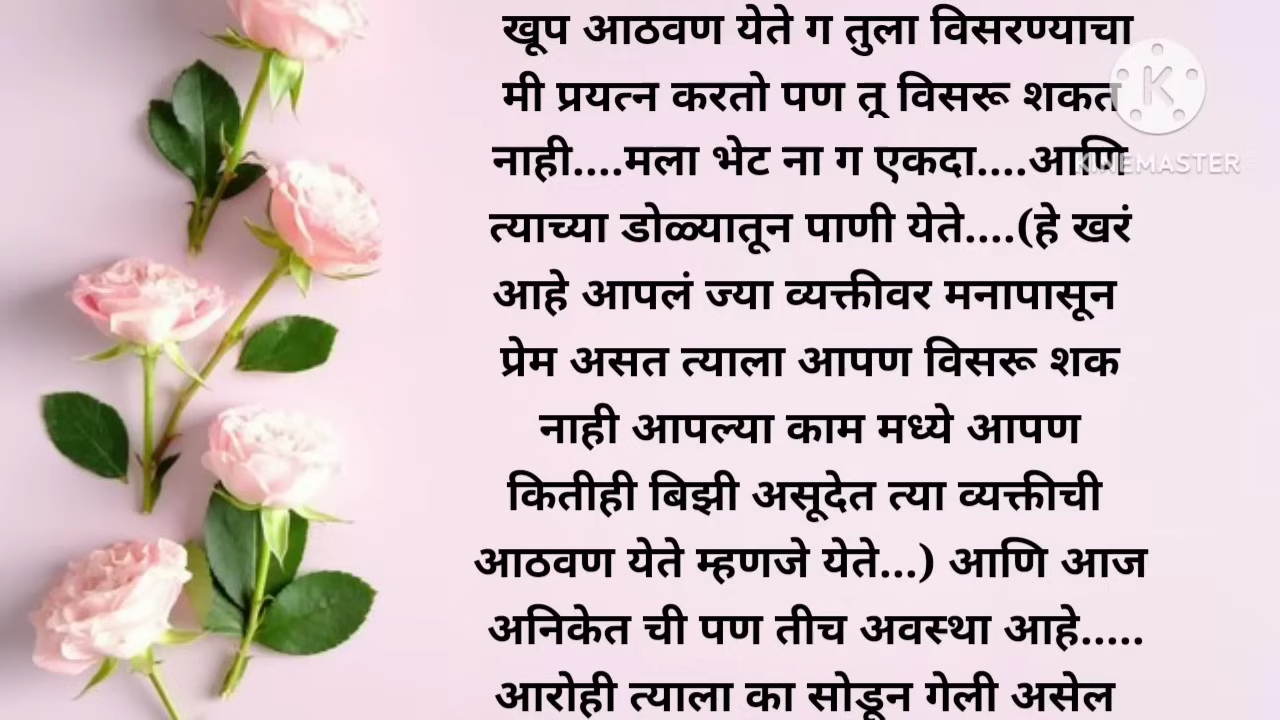 खूप आठवण येते ग तुला विसरण्याचा
मी प्रयत्न करतो पण तू विसरू शकत
नाही....मला भेट ना ग एकदा....आणि
त्याच्या डोळ्यातून पाणी येते....(हे खरं
आहे आपलं ज्या व्यक्तीवर मनापासून
प्रेम असत त्याला आपण विसरू शक
नाही आपल्या काम मध्ये आपण
कितीही बिझी असूदेत त्या व्यक्तीची
आठवण येते म्हणजे येते...) आणि आज
अनिकेत ची पण तीच अवस्था आहे.....
आरोही त्याला का सोडून गेली असेल
K
KINEMASTER